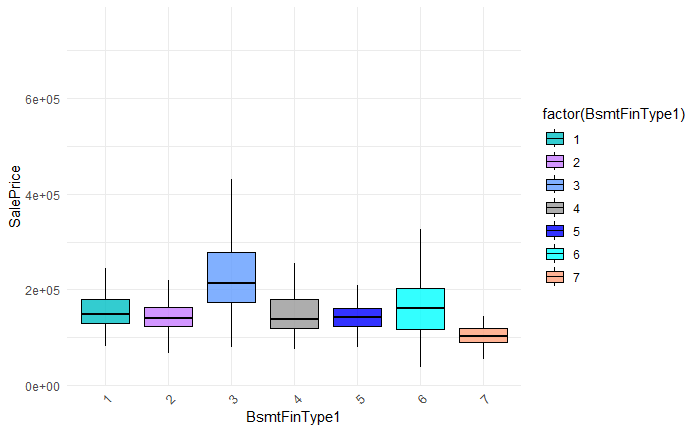 6e+05
4e+05
2e+05
0e+00
SalePrice
1 2 3 4 5 6 7
BsmtFinType1
factor(BsmtFinType1)
1
2
3
4
5
6
7